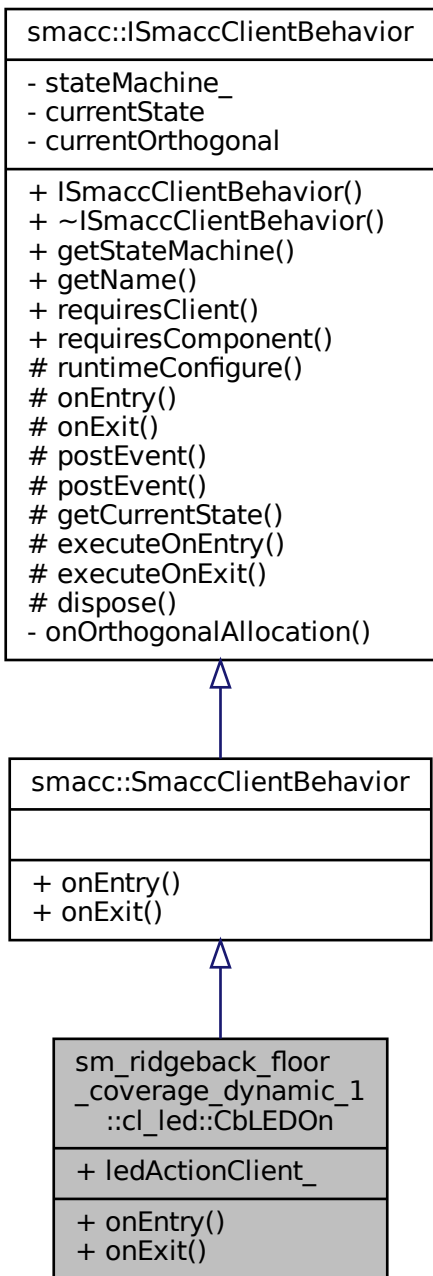 smacc::ISmaccClientBehavior
- stateMachine_
- currentState
- currentOrthogonal
+ ISmaccClientBehavior()
+ ~ISmaccClientBehavior()
+ getStateMachine()
+ getName()
+ requiresClient()
+ requiresComponent()
# runtimeConfigure()
# onEntry()
# onExit()
# postEvent()
# postEvent()
# getCurrentState()
# executeOnEntry()
# executeOnExit()
# dispose()
- onOrthogonalAllocation()
smacc::SmaccClientBehavior
+ onEntry()
+ onExit()
sm_ridgeback_floor
_coverage_dynamic_1
::cl_led::CbLEDOn
+ ledActionClient_
+ onEntry()
+ onExit()